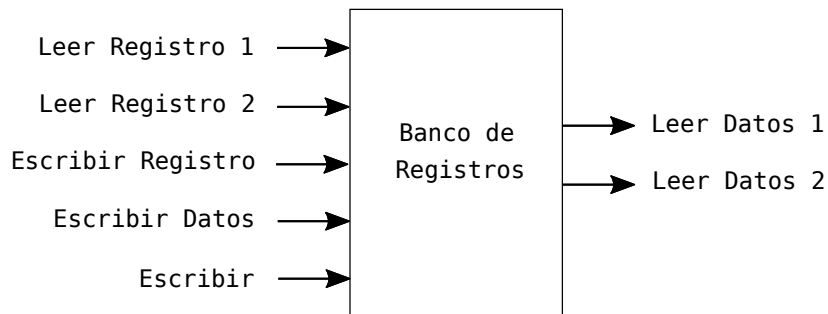 Leer Registro 1
Leer Registro 2
Escribir Registro
Escribir Datos
Escribir
Banco de
Registros
Leer Datos 1
Leer Datos 2